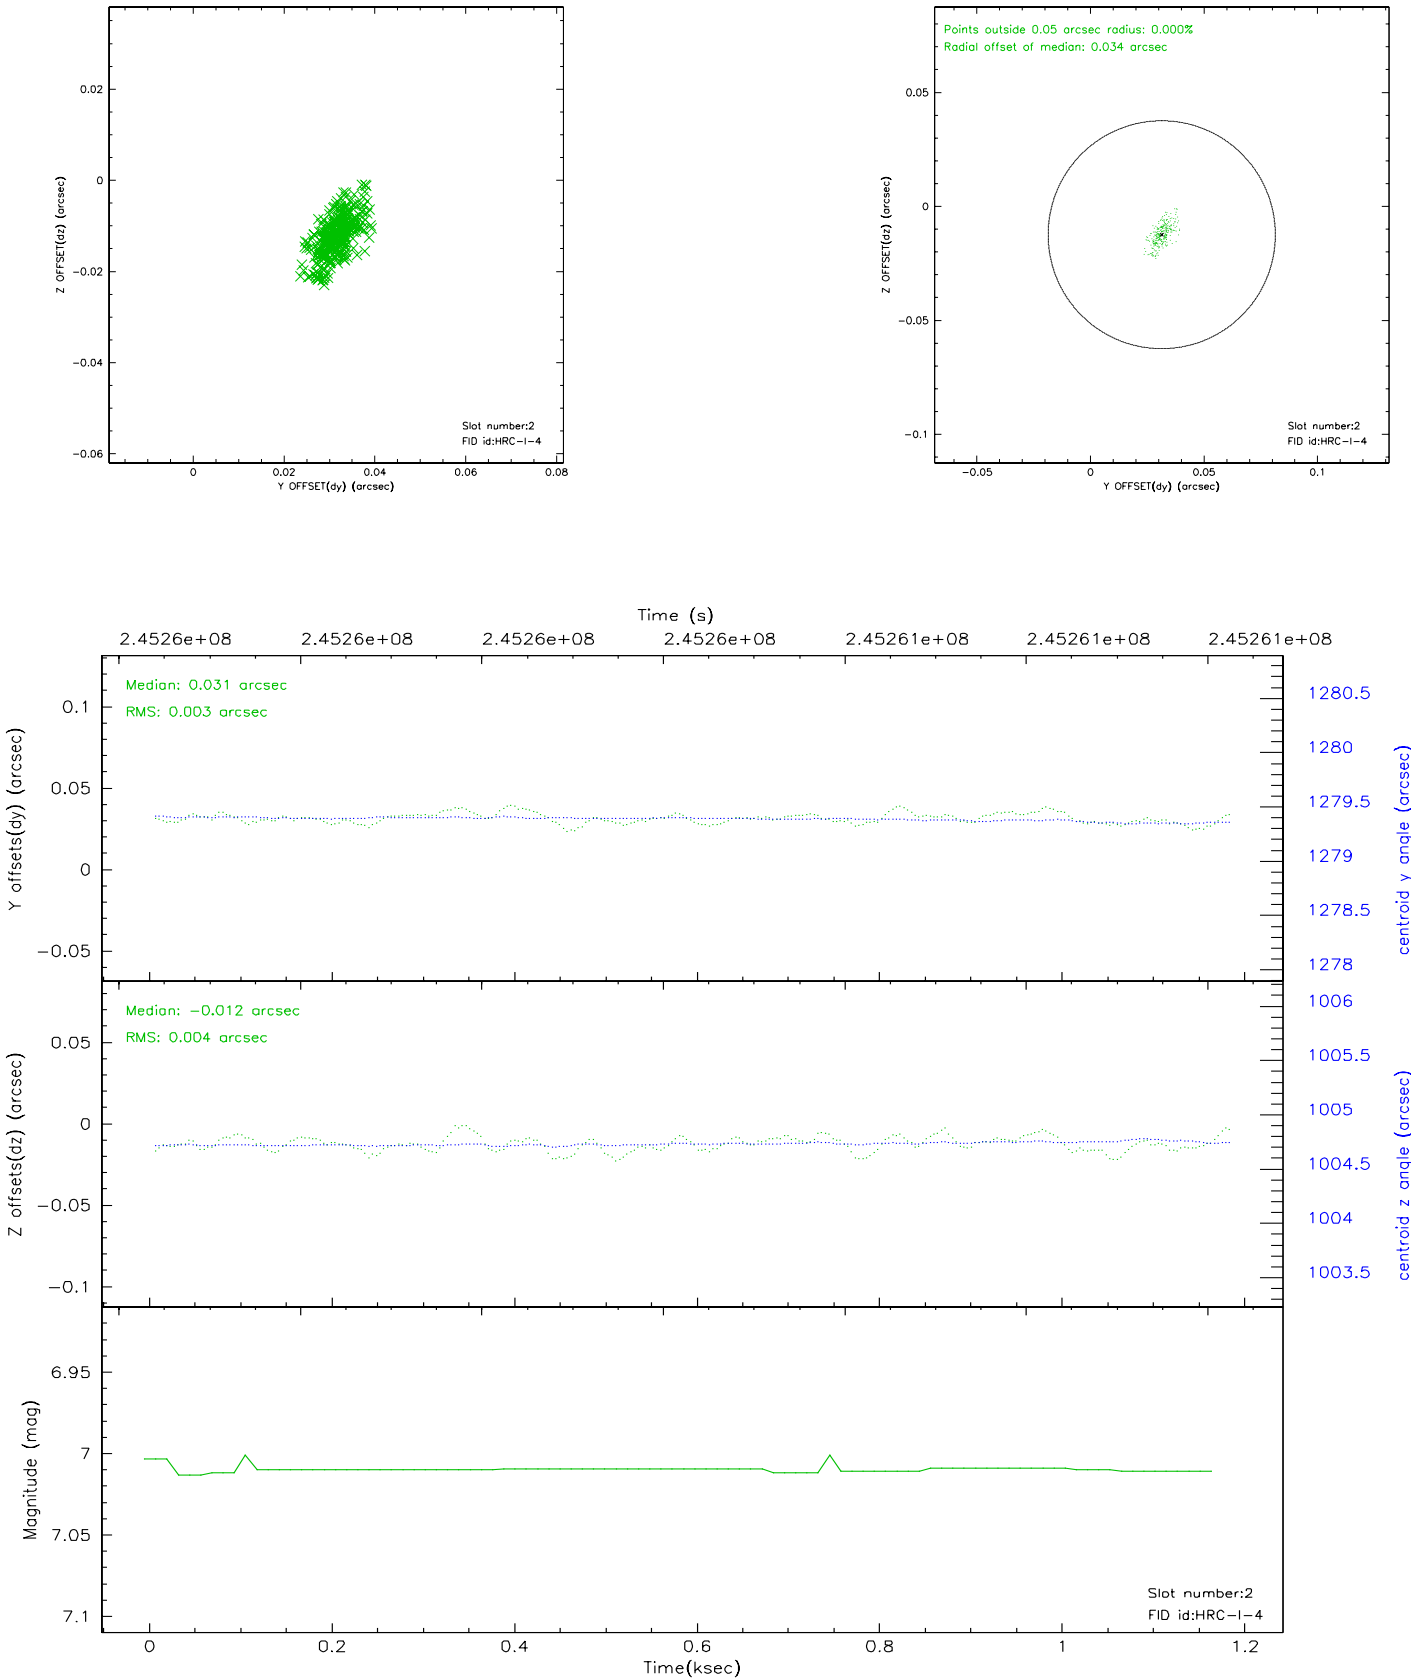 0.02
0
−0.02
−0.04
−0.06
0
0.02
0.04
0.06
0.08
Z OFFSET(dz) (arcsec)
Y OFFSET(dy) (arcsec)
Slot number:2
FID id:HRC−I−4
Points outside 0.05 arcsec radius: 0.000%
Radial offset of median: 0.034 arcsec
0.05
0
−0.05
−0.1
−0.05
0
0.05
0.1
Z OFFSET(dz) (arcsec)
Y OFFSET(dy) (arcsec)
Slot number:2
FID id:HRC−I−4
Time (s)
2.4526e+08 2.4526e+08 2.4526e+08 2.4526e+08 2.45261e+08 2.45261e+08 2.45261e+08
Median: 0.031 arcsec
RMS: 0.003 arcsec
0.1
0.05
0
−0.05
Y offsets(dy) (arcsec)
1280.5
1280
1279.5
1279
1278.5
1278
centroid y angle (arcsec)
Median: −0.012 arcsec
RMS: 0.004 arcsec
0.05
0
−0.05
−0.1
Z offsets(dz) (arcsec)
1006
1005.5
1005
1004.5
1004
1003.5
centroid z angle (arcsec)
6.95
7
7.05
7.1
Magnitude (mag)
Slot number:2
FID id:HRC−I−4
0 0.2 0.4 0.6 0.8 1 1.2
Time(ksec)